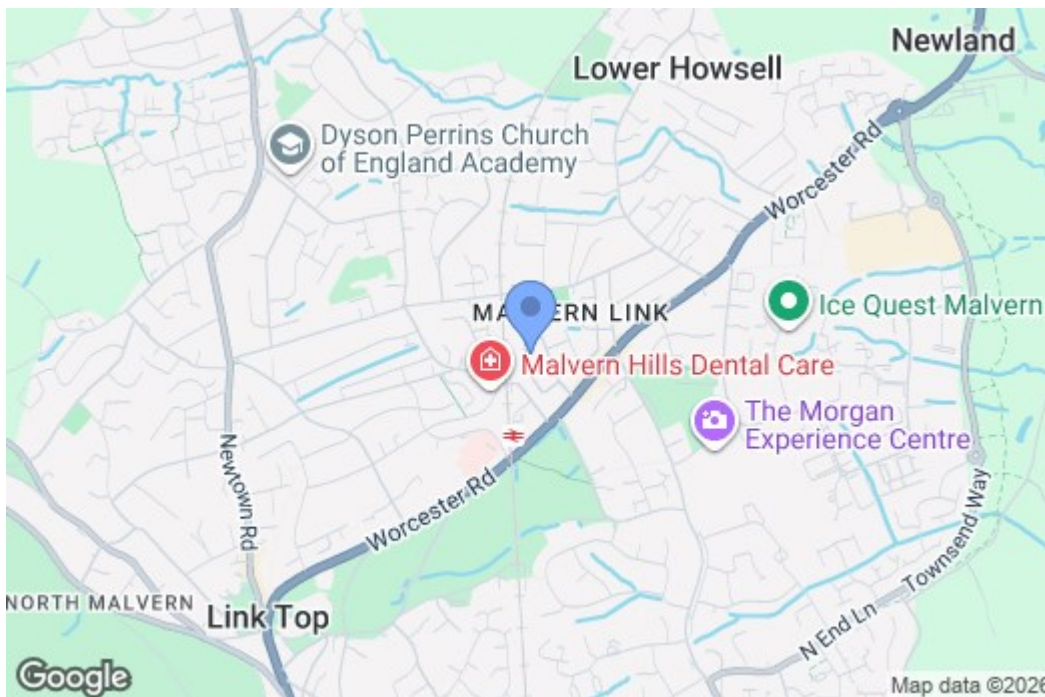 Newland
Lower Howsell
Dyson Perrins Church
of England Academy
Worcester Rd
MALVERN LINK
Ice Quest Malvern
Malvern Hills Dental Care
The Morgan
Experience Centre
Newtown Rd
Worcester Rd
Townsend Way
NORTH MALVERN
Link Top
N End Ln
Google
Map data ©2026